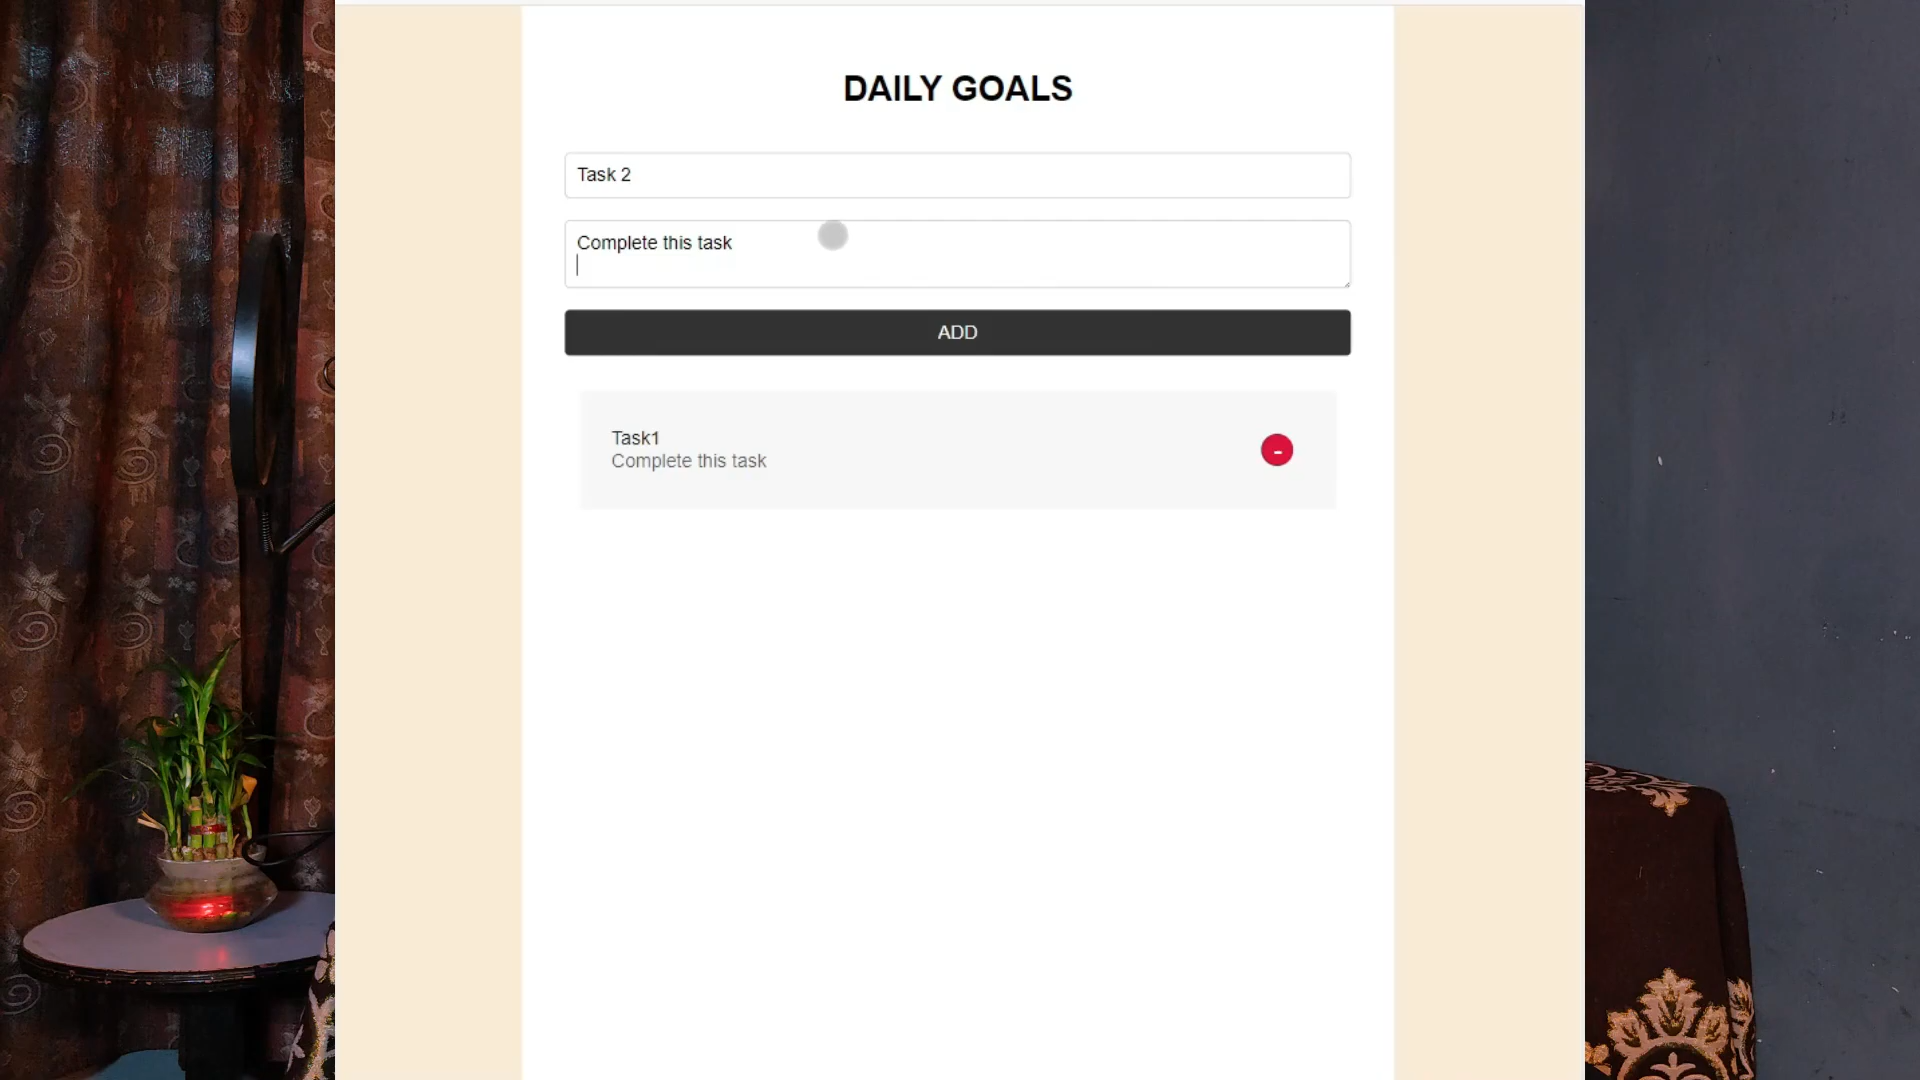 DAILY GOALS
Task 2
Complete this task
ADD
Task1
Complete this task
-